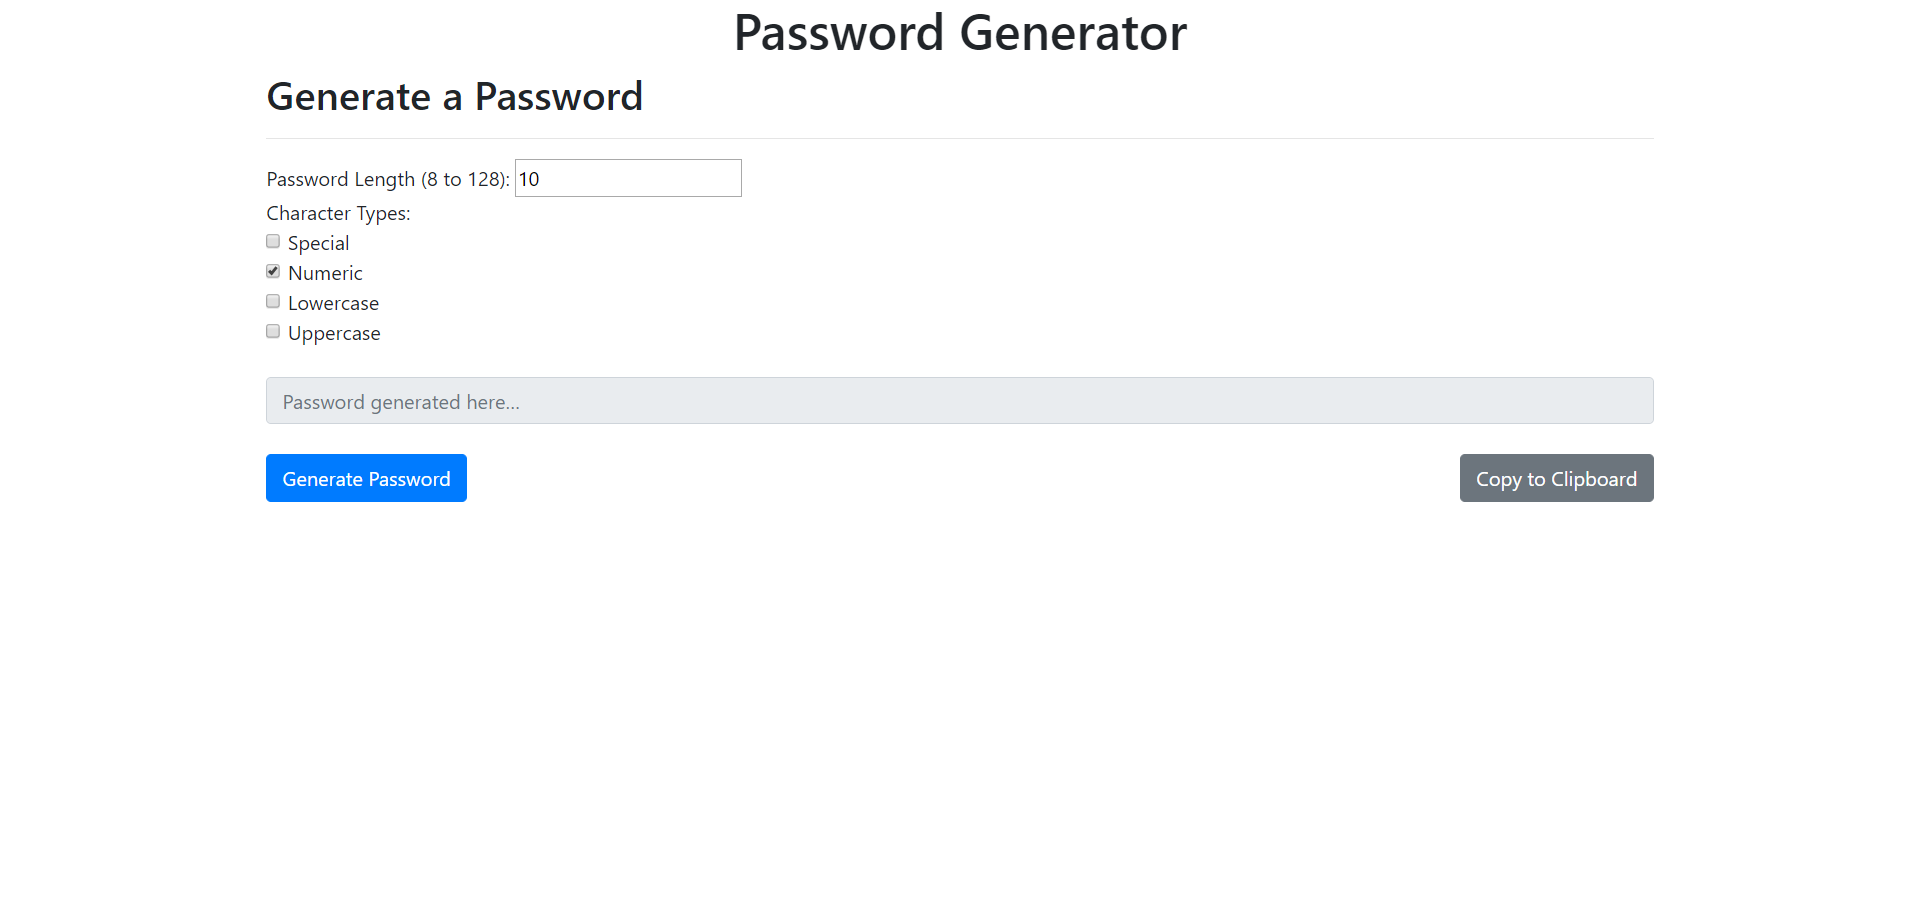 Password Generator
Generate a Password
Password Length (8 to 128): 10
Character Types:
Special
Numeric
Lowercase
Uppercase
Password generated here...
Generate Password
Copy to Clipboard